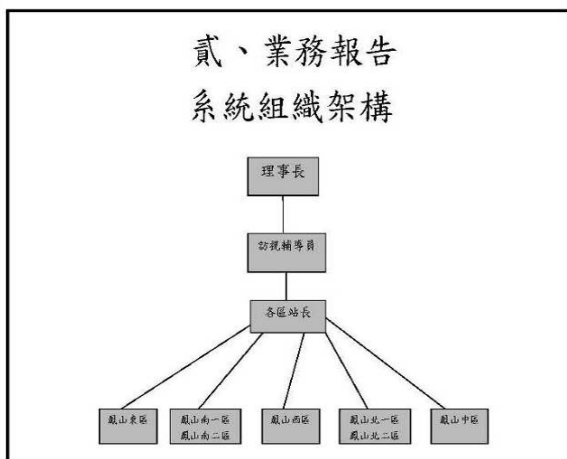 貳、業務報告
系統組織架構
理事長
訪視輔導員
各區站長
鳳山東區
鳳山南一區
鳳山南二區
鳳山西區
鳳山北一區
鳳山北二區
鳳山中區